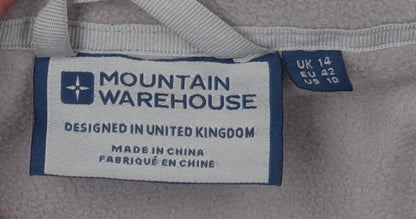 MOUNTAIN
WAREHOUSE
DESIGNED IN UNITED KINGDOM
MADE IN CHINA
FABRIQUÉ EN CHINE
UK 14
EU 42
US 10